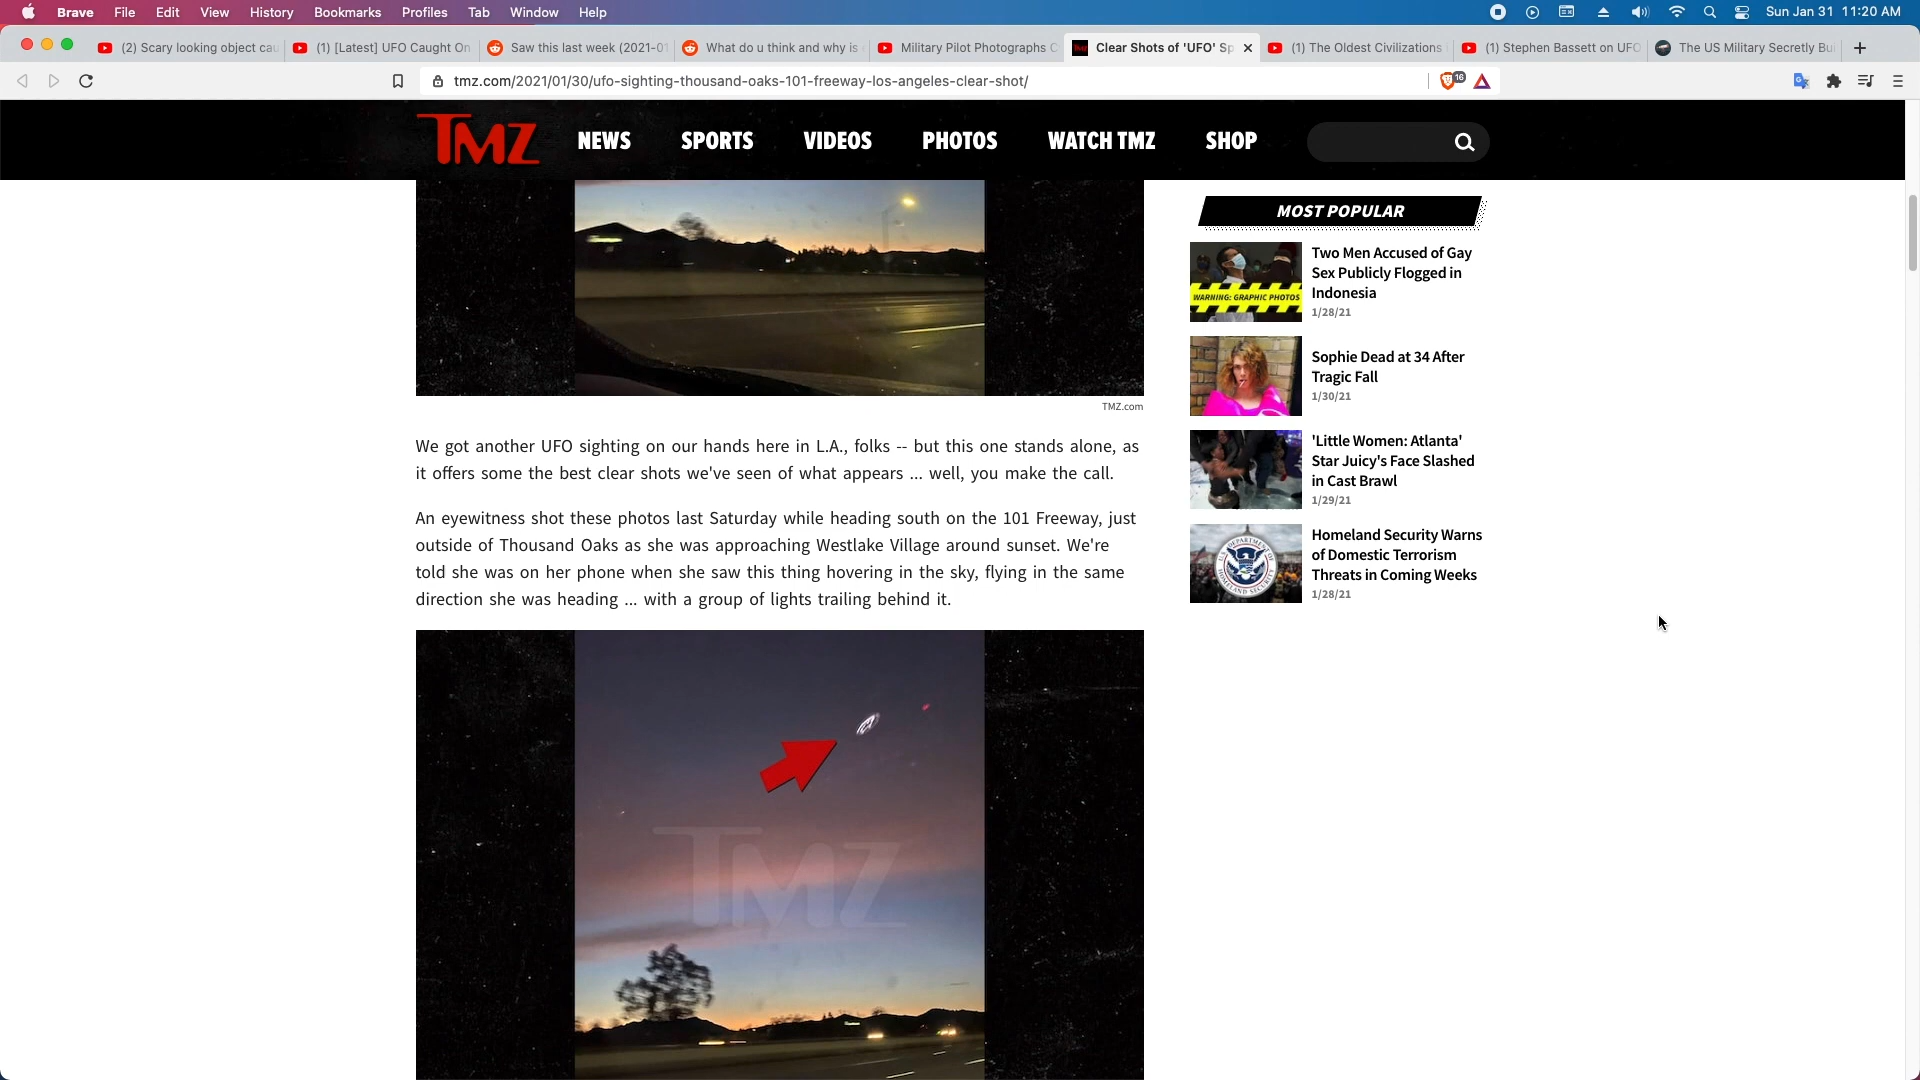 Brave File Edit View History Bookmarks Profiles Tab Window Help Sun Jan 31 11:20 AM
(2) Scary looking object cau (1) [Latest] UFO Caught On Saw this last week (2021-01 What do u think and why is Military Pilot Photographs C Clear Shots of 'UFO' Sp (1) The Oldest Civilizations (1) Stephen Bassett on UFO The US Military Secretly Bui
tmz.com/2021/01/30/ufo-sighting-thousand-oaks-101-freeway-los-angeles-clear-shot/ 16
TMZ NEWS SPORTS VIDEOS PHOTOS WATCH TMZ SHOP
TMZ.com
We got another UFO sighting on our hands here in L.A., folks -- but this one stands alone, as
it offers some the best clear shots we've seen of what appears ... well, you make the call.
An eyewitness shot these photos last Saturday while heading south on the 101 Freeway, just
outside of Thousand Oaks as she was approaching Westlake Village around sunset. We're
told she was on her phone when she saw this thing hovering in the sky, flying in the same
direction she was heading ... with a group of lights trailing behind it.
TMZ
MOST POPULAR
WARNING: GRAPHIC PHOTOS
Two Men Accused of Gay
Sex Publicly Flogged in
Indonesia
1/28/21
Sophie Dead at 34 After
Tragic Fall
1/30/21
'Little Women: Atlanta'
Star Juicy's Face Slashed
in Cast Brawl
1/29/21
Homeland Security Warns
of Domestic Terrorism
Threats in Coming Weeks
1/28/21